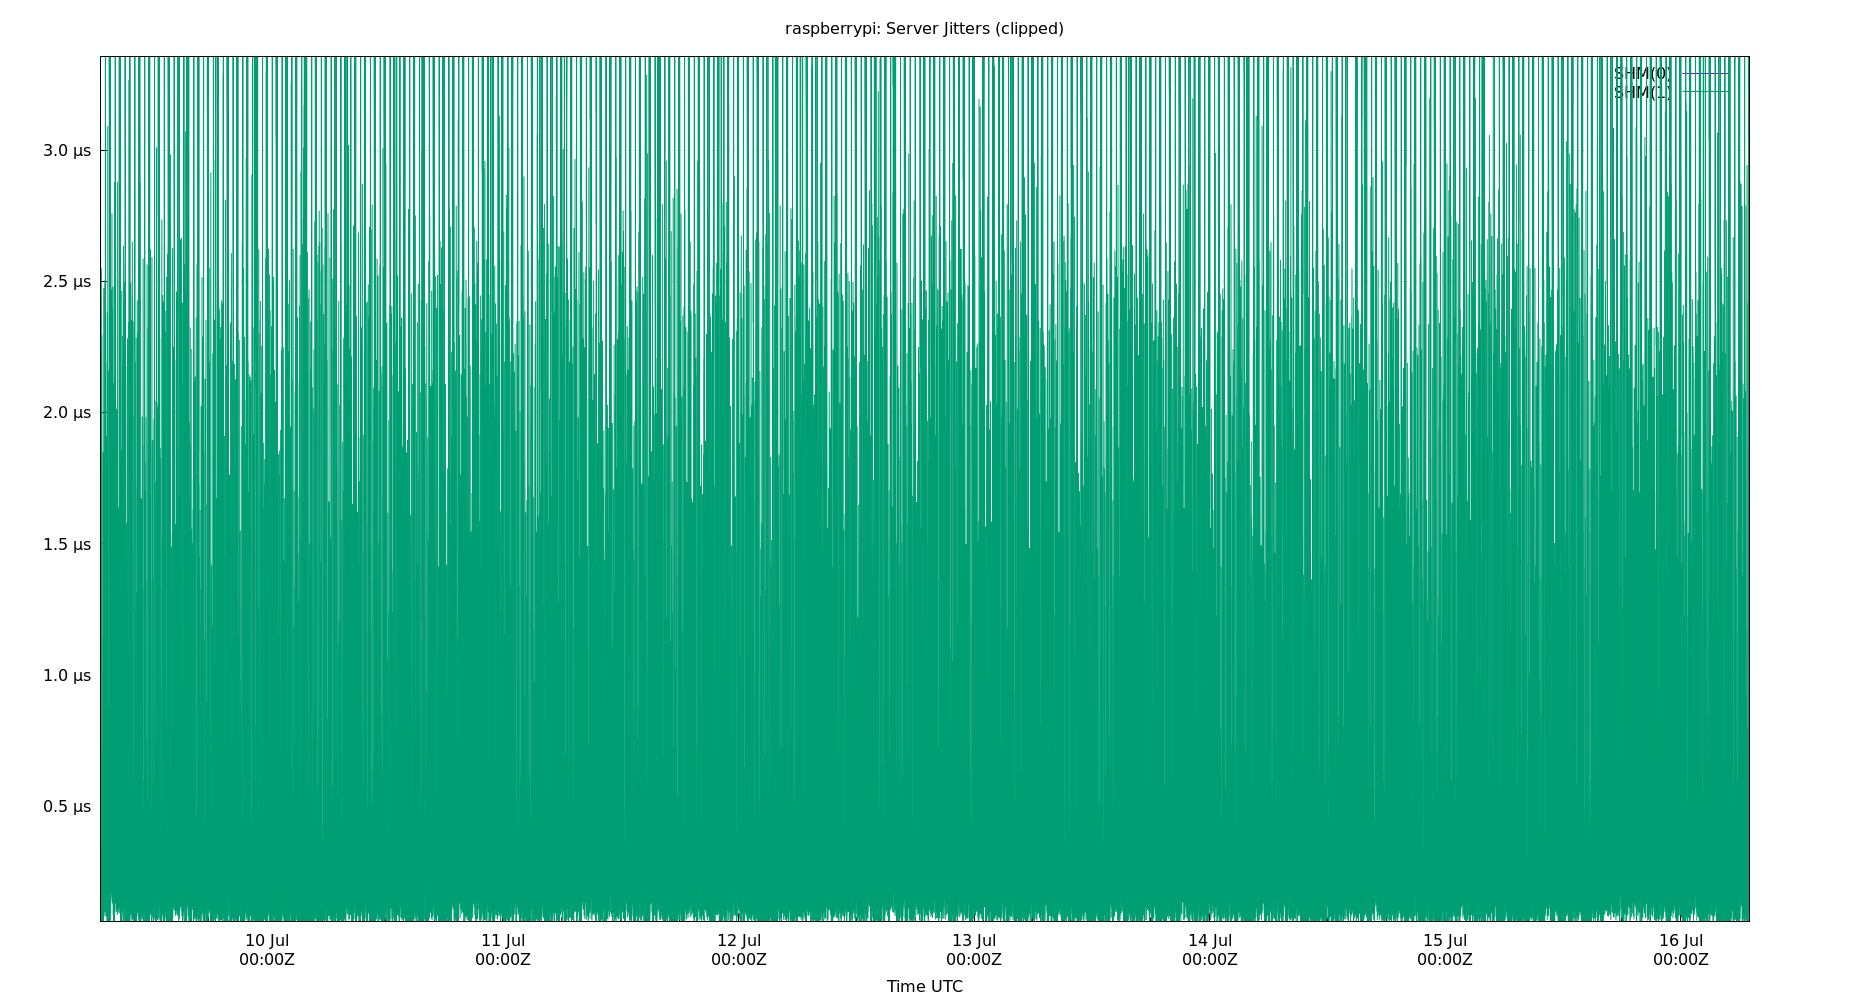 raspberrypi: Server Jitters (clipped)
SHM(0)
SHM(1)
3.0 µs
2.5 µs
2.0 µs
1.5 µs
1.0 µs
0.5 µs
10 Jul 11 Jul 12 Jul 13 Jul 14 Jul 15 Jul 16 Jul
00:00Z 00:00Z 00:00Z 00:00Z 00:00Z 00:00Z 00:00Z
Time UTC